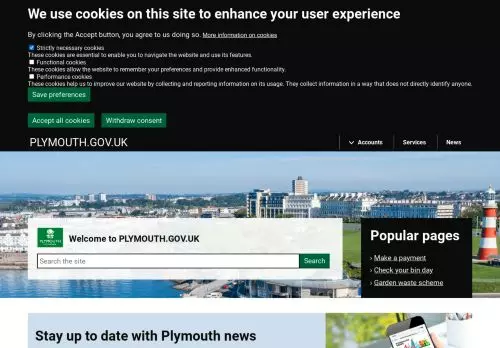 We use cookies on this site to enhance your user experience
By clicking the Accept button, you agree to us doing so. More information on cookies
Strictly necessary cookies
These cookies are essential to enable you to navigate the website and use its features.
Functional cookies
These cookies allow the website to remember your preferences and provide enhanced functionality.
Performance cookies
These cookies help us to improve our website by collecting and reporting information on its usage. They collect information in a way that does not directly identify anyone.
Save preferences
Accept all cookies
Withdraw consent
PLYMOUTH.GOV.UK
Accounts
Services
News
PLYMOUTH
Welcome to PLYMOUTH.GOV.UK
Search the site
Search
Popular pages
Make a payment
Check your bin day
Garden waste scheme
Stay up to date with Plymouth news